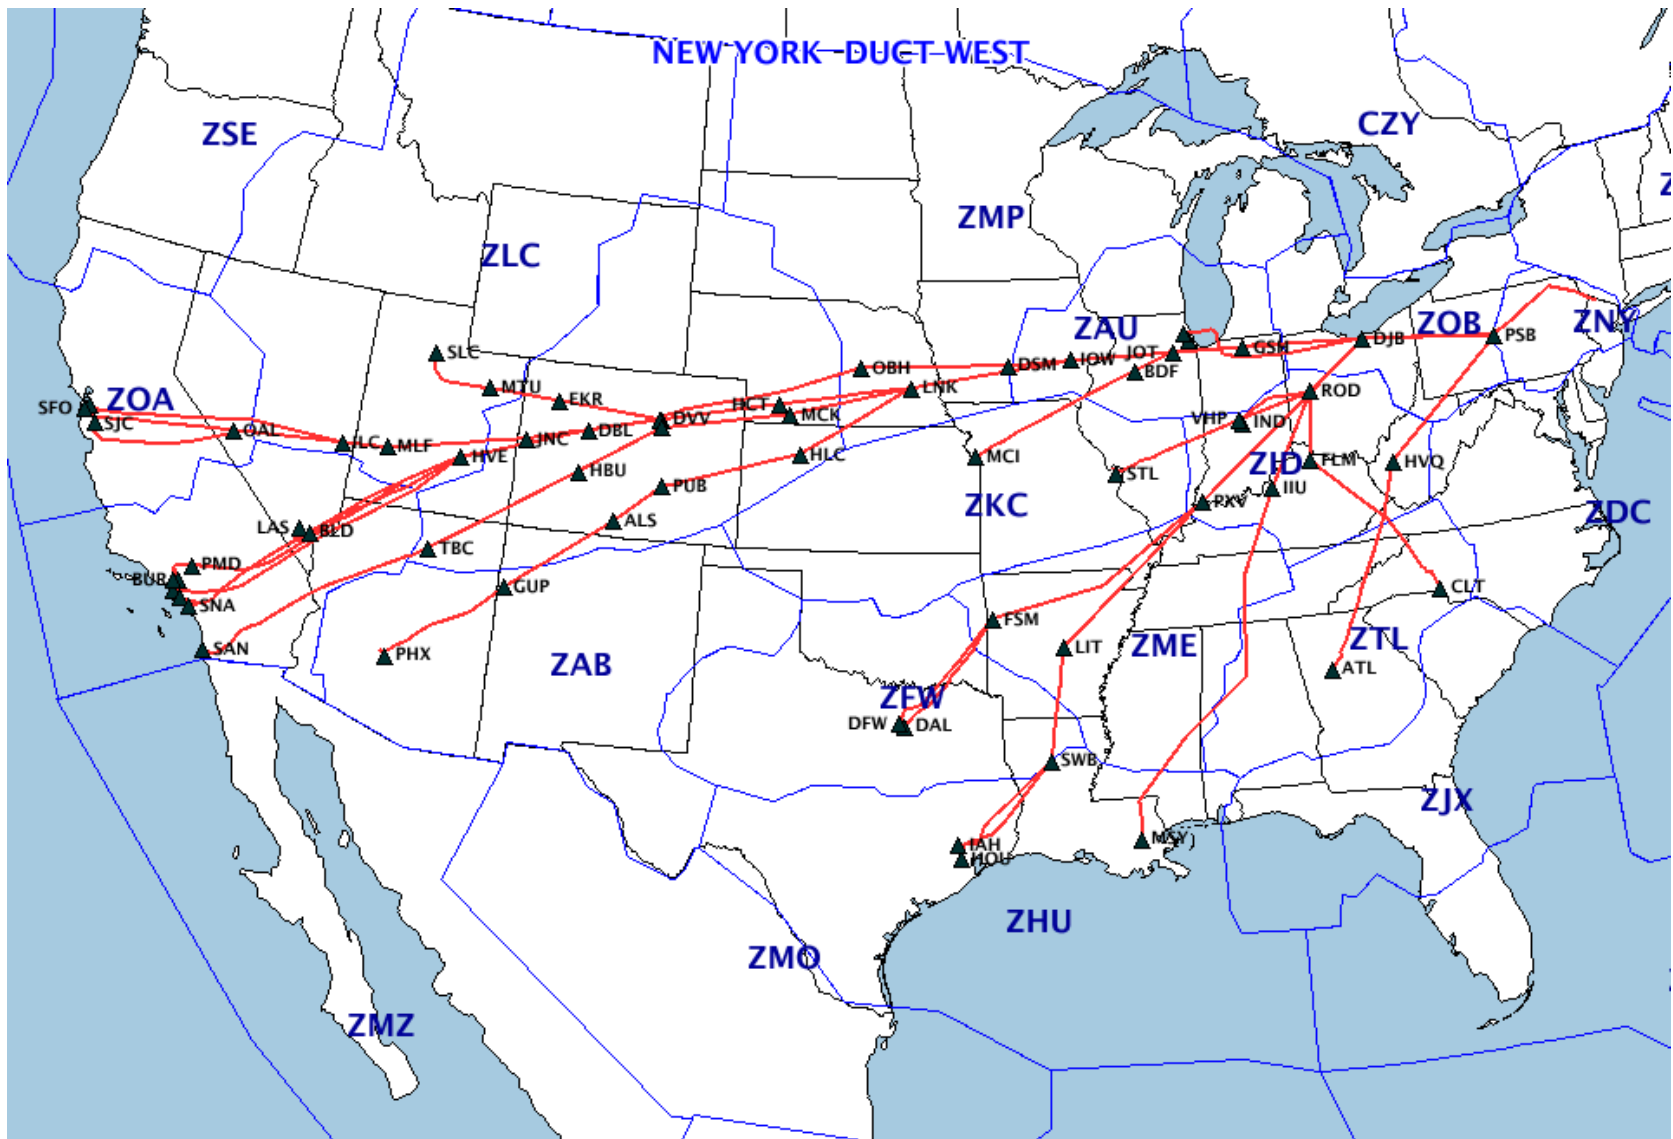 NEW YORK DUCT WEST
CZY
ZSE
ZMP
ZLC
ZAU
ZOB
ZNY
DJB
PSB
SLC
JOT
GSH
IOW
DSM
BDF
OBH
MTU
LNK
ROD
EKR
SFO
ZOA
HCT
MCK
DVV
SJC
OAL
VHP
IND
DBL
ILC
MLF
JNC
HVE
HLC
MCI
FLM
HVQ
ZID
HBU
STL
PUB
IIU
PXV
ZKC
ZDC
ALS
LAS
BLD
TBC
PMD
BUR
GUP
CLT
SNA
FSM
ZTL
ZME
LIT
SAN
PHX
ZAB
ATL
ZFW
DFW
DAL
SWB
ZJX
MSY
IAH
HOU
ZHU
ZMO
ZMZ